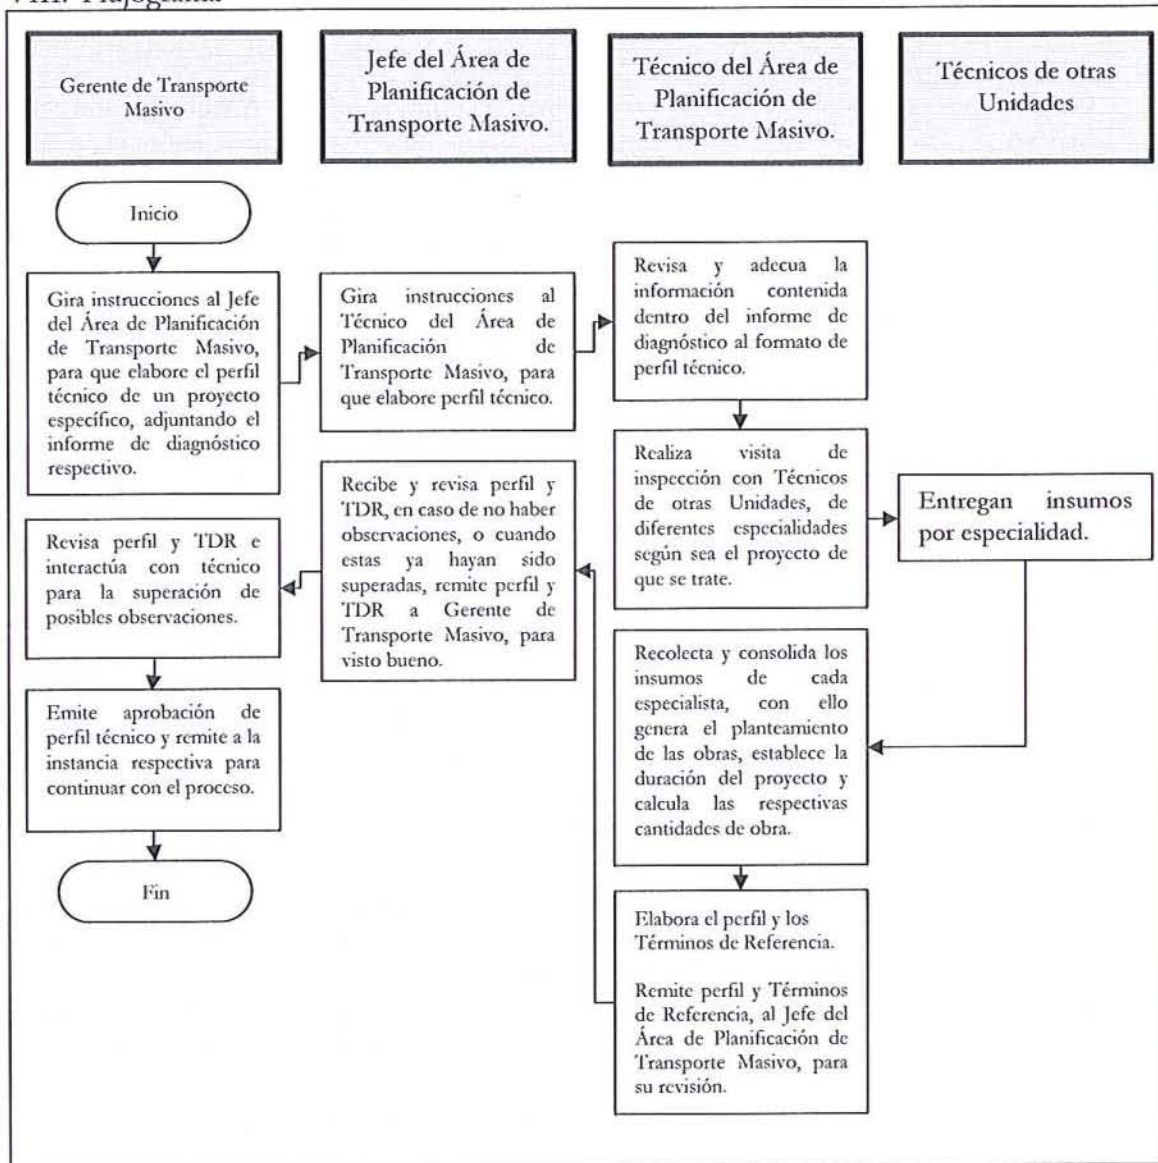 VIII. Flujograma
Gerente de Transporte
Masivo
Jefe del Área de
Planificación de
Transporte Masivo.
Técnico del Área de
Planificación de
Transporte Masivo.
Técnicos de otras
Unidades
Inicio
Gira instrucciones al Jefe
del Área de Planificación
de Transporte Masivo,
para que elabore el perfil
técnico de un proyecto
específico, adjuntando el
informe de diagnóstico
respectivo.
Gira instrucciones al
Técnico del Área de
Planificación de
Transporte Masivo, para
que elabore perfil técnico.
Revisa y adecua la
información contenida
dentro del informe de
diagnóstico al formato de
perfil técnico.
Realiza visita de
inspección con Técnicos
de otras Unidades, de
diferentes especialidades
según sea el proyecto de
que se trate.
Entregan insumos
por especialidad.
Recolecta y consolida los
insumos de cada
especialista, con ello
genera el planteamiento
de las obras, establece la
duración del proyecto y
calcula las respectivas
cantidades de obra.
Elabora el perfil y los
Términos de Referencia.
Remite perfil y Términos
de Referencia, al Jefe del
Área de Planificación de
Transporte Masivo, para
su revisión.
Recibe y revisa perfil y
TDR, en caso de no haber
observaciones, o cuando
estas ya hayan sido
superadas, remite perfil y
TDR a Gerente de
Transporte Masivo, para
visto bueno.
Revisa perfil y TDR e
interactúa con técnico
para la superación de
posibles observaciones.
Emite aprobación de
perfil técnico y remite a la
instancia respectiva para
continuar con el proceso.
Fin